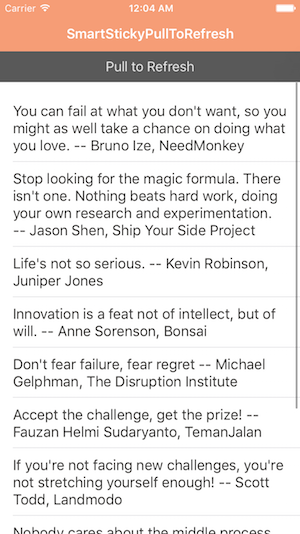 Carrier 12:04 AM
SmartStickyPullToRefresh
Pull to Refresh
You can fail at what you don't want, so you
might as well take a chance on doing what
you love. -- Bruno Ize, NeedMonkey
Stop looking for the magic formula. There
isn't one. Nothing beats hard work, doing
your own research and experimentation.
-- Jason Shen, Ship Your Side Project
Life's not so serious. -- Kevin Robinson,
Juniper Jones
Innovation is a feat not of intellect, but of
will. -- Anne Sorenson, Bonsai
Don't fear failure, fear regret -- Michael
Gelphman, The Disruption Institute
Accept the challenge, get the prize! --
Fauzan Helmi Sudaryanto, TemanJalan
If you're not facing new challenges, you're
not stretching yourself enough! -- Scott
Todd, Landmodo
Nobody cares about the middle process